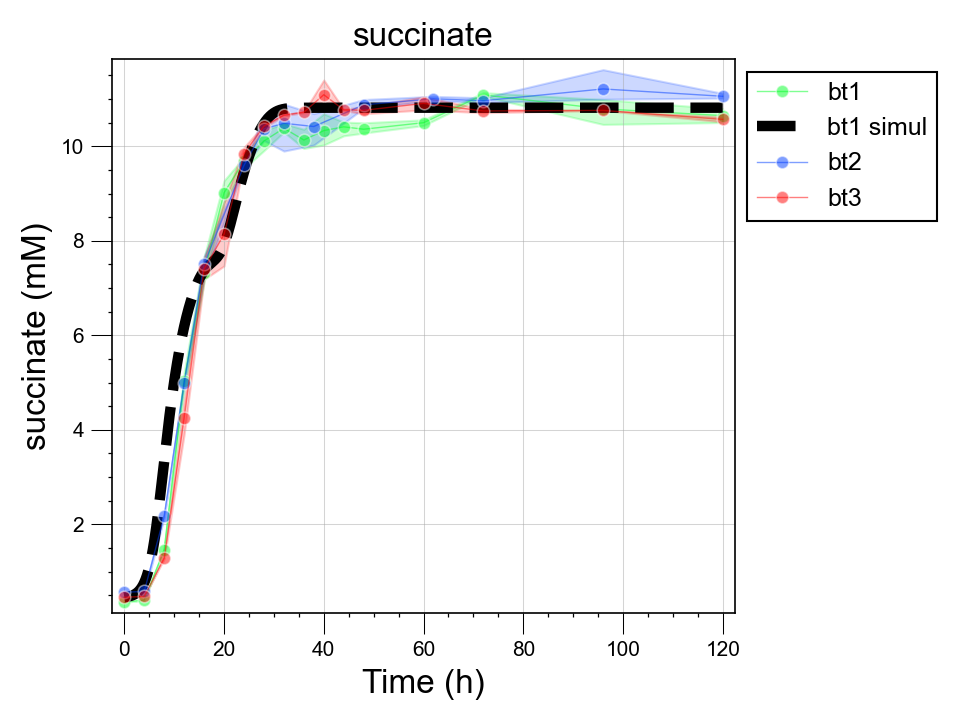 succinate
bt1
bt1 simul
bt2
bt3
succinate (mM)
10
8
6
4
2
0 20 40 60 80 100 120
Time (h)